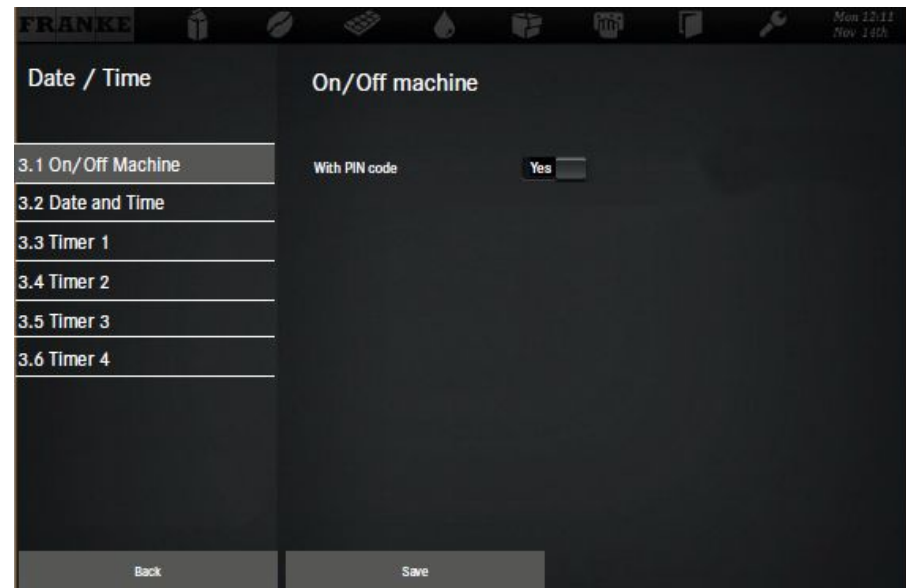 FRANKE
Mon 12:11
Nov 14th
Date / Time
On/Off machine
3.1 On/Off Machine
With PIN code
Yes
3.2 Date and Time
3.3 Timer 1
3.4 Timer 2
3.5 Timer 3
3.6 Timer 4
Back
Save